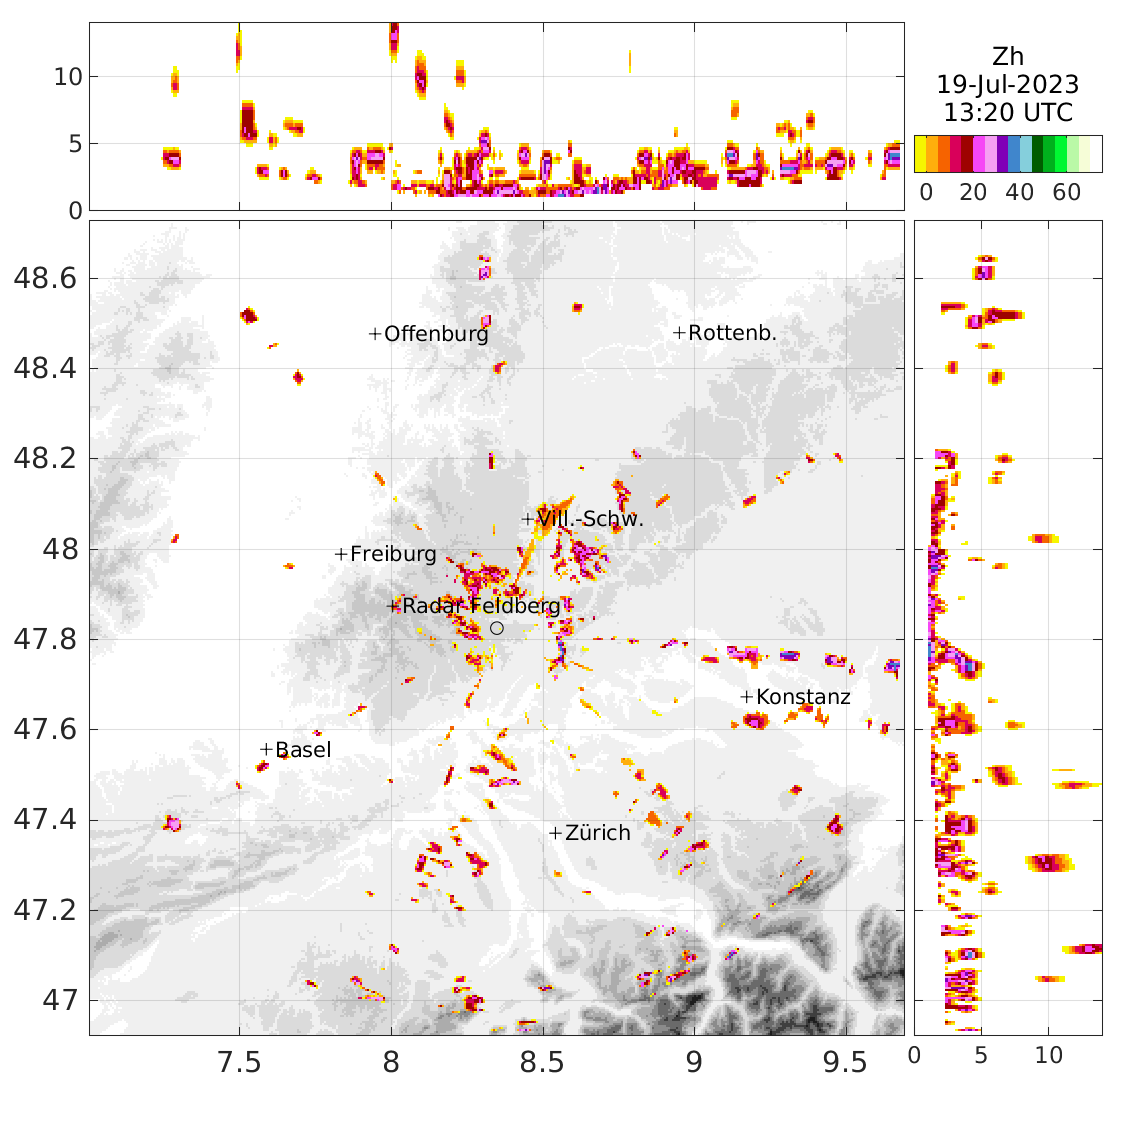 Zh
19-Jul-2023
13:20 UTC
0 20 40 60
10
5
0
48.6
48.4
48.2
48
47.8
47.6
47.4
47.2
47
+Offenburg
+Rottenb.
+Vill.-Schw.
+Freiburg
+Radar Feldberg
+Konstanz
+Basel
+Zürich
7.5 8 8.5 9 9.5
0 5 10